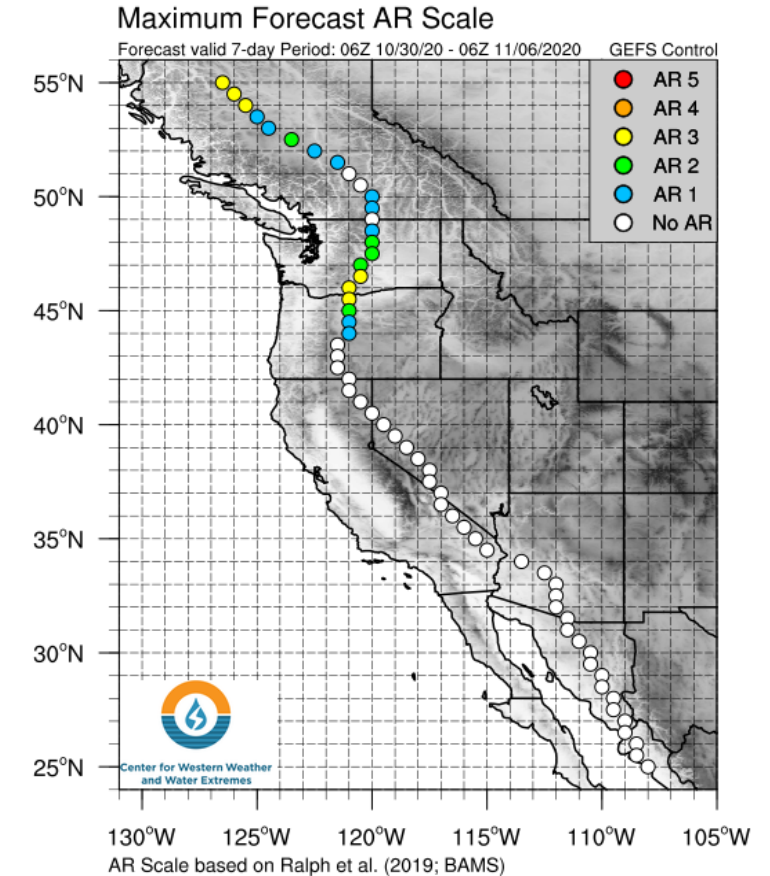 Maximum Forecast AR Scale
Forecast valid 7-day Period: 06Z 10/30/20 - 06Z 11/06/2020 GEFS Control
AR 5
AR 4
AR 3
AR 2
AR 1
No AR
55°N
50°N
45°N
40°N
35°N
30°N
25°N
Center for Western Weather
and Water Extremes
130°W 125°W 120°W 115°W 110°W 105°W
AR Scale based on Ralph et al. (2019; BAMS)